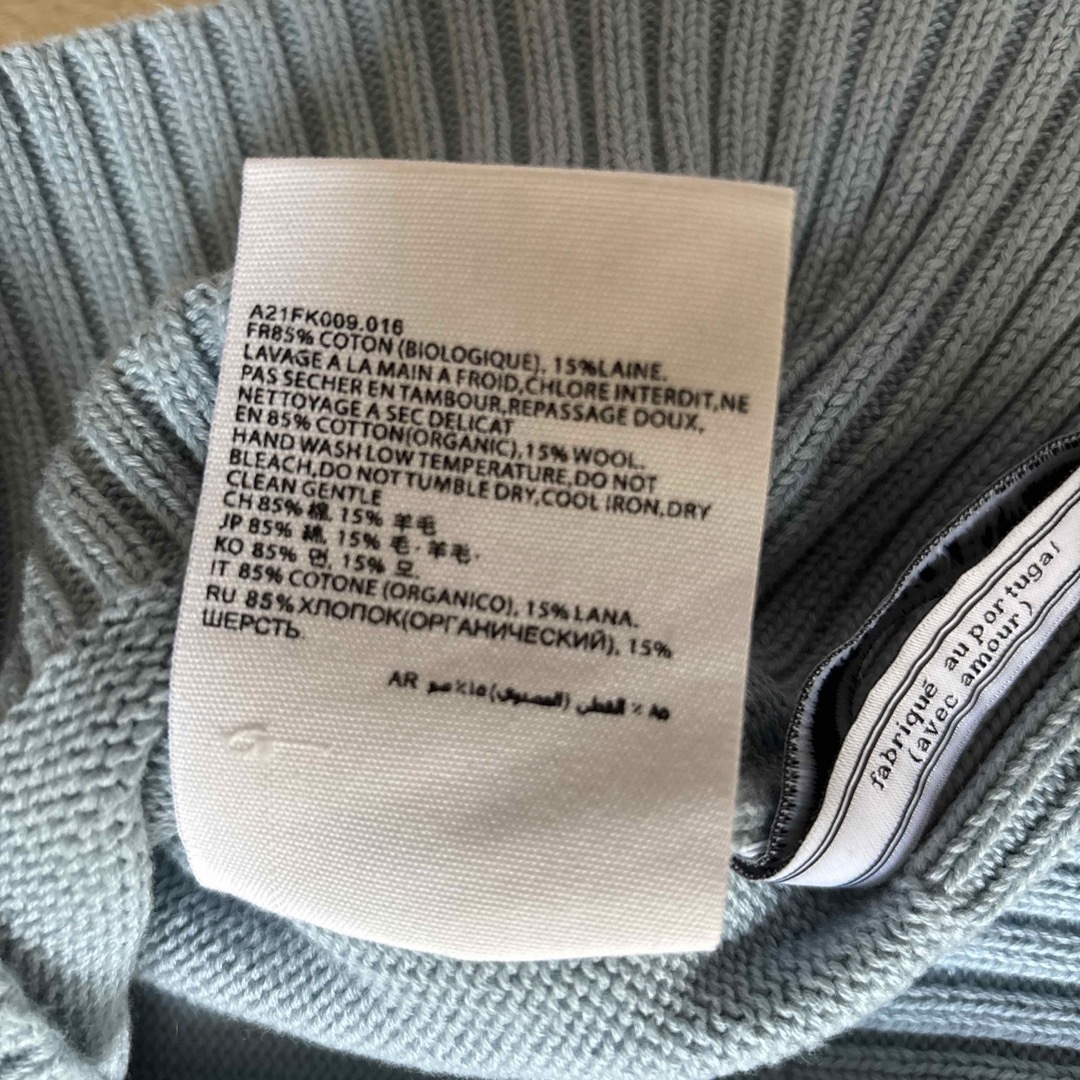 A21FK009.016
FR85% COTON (BIOLOGIQUE), 15%LAINE.
LAVAGE A LA MAIN A FROID,CHLORE INTERDIT,NE
PAS SECHER EN TAMBOUR,REPASSAGE DOUX,
NETTOYAGE A SEC DELICAT
EN 85% COTTON(ORGANIC),15% WOOL.
HAND WASH LOW TEMPERATURE,DO NOT
BLEACH,DO NOT TUMBLE DRY,COOL IRON,DRY
CLEAN GENTLE
CH 85% 棉, 15% 羊毛
JP 85% 綿, 15% 毛·羊毛·
KO 85% 면, 15% 모.
IT 85% COTONE (ORGANICO), 15% LANA.
RU 85% ХЛОПОК(ОРГАНИЧЕСКИЙ), 15%
ШЕРСТЬ
AR ٨٥ ٪ القطن ١٥٪
fabriqué au portugal
(avec amour)